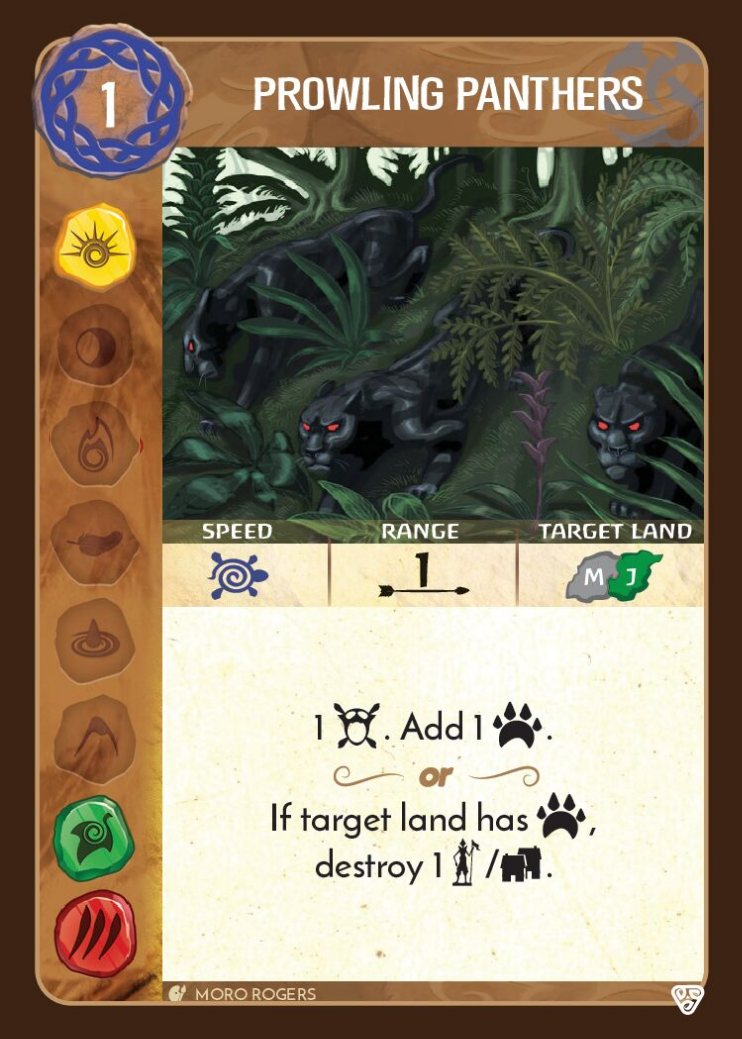 1
PROWLING PANTHERS
SPEED RANGE TARGET LAND
1 M J
1 . Add 1 .
or
If target land has ,
destroy 1 / .
MORO ROGERS